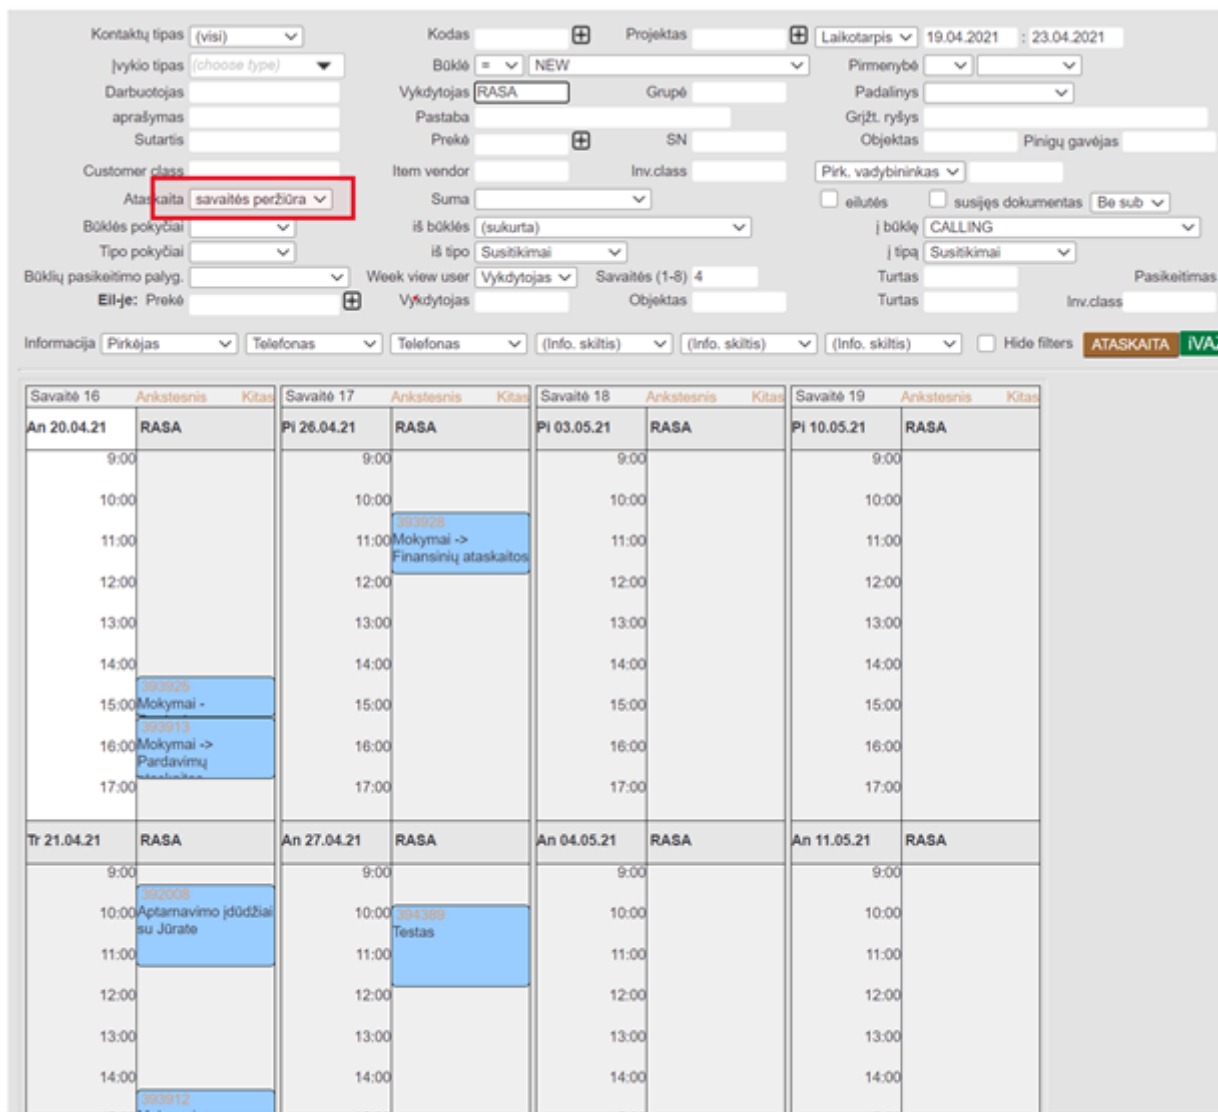 Kontaktų tipas (visi) Kodas Projektas Laikotarpis 19.04.2021 : 23.04.2021
Įvykio tipas (choose type) Būklė = NEW Pirmenybė
Darbuotojas Vykdytojas RASA Grupė Padalinys
aprašymas Pastaba Grįžt. ryšys
Sutartis Prekė SN Objektas Pinigų gavėjas
Customer class Item vendor Inv.class Pirk. vadybininkas
Ataskaita savaitės peržiūra Suma eilutės susijęs dokumentas Be sub
Būklės pokyčiai iš būklės (sukurta) į būklę CALLING
Tipo pokyčiai iš tipo Susitikimai į tipą Susitikimai
Būklių pasikeitimo palyg. Week view user Vykdytojas Savaitės (1-8) 4 Turtas Pasikeitimas
Eil-je: Prekė Vykdytojas Objektas Turtas Inv.class
Informacija Pirkėjas Telefonas Telefonas (Info. skiltis) (Info. skiltis) (Info. skiltis) Hide filters ATASKAITA
Savaitė 16 Ankstesnis Kitas Savaitė 17 Ankstesnis Kitas Savaitė 18 Ankstesnis Kitas Savaitė 19 Ankstesnis Kitas
An 20.04.21 RASA Pi 26.04.21 RASA Pi 03.05.21 RASA Pi 10.05.21 RASA
9:00 9:00 9:00 9:00
10:00 10:00 10:00 10:00
393928
11:00 11:00 Mokymai -> 11:00 11:00
Finansinių ataskaitos
12:00 12:00 12:00 12:00
13:00 13:00 13:00 13:00
14:00 14:00 14:00 14:00
393925
15:00 Mokymai - 15:00 15:00 15:00
393913
16:00 Mokymai -> 16:00 16:00 16:00
Pardavimų
17:00 17:00 17:00 17:00
Tr 21.04.21 RASA An 27.04.21 RASA An 04.05.21 RASA An 11.05.21 RASA
9:00 9:00 9:00 9:00
392008
10:00 Aptarnavimo įdūdžiai 10:00 394389 10:00 10:00
su Jūrate Testas
11:00 11:00 11:00 11:00
12:00 12:00 12:00 12:00
13:00 13:00 13:00 13:00
14:00 14:00 14:00 14:00
393912